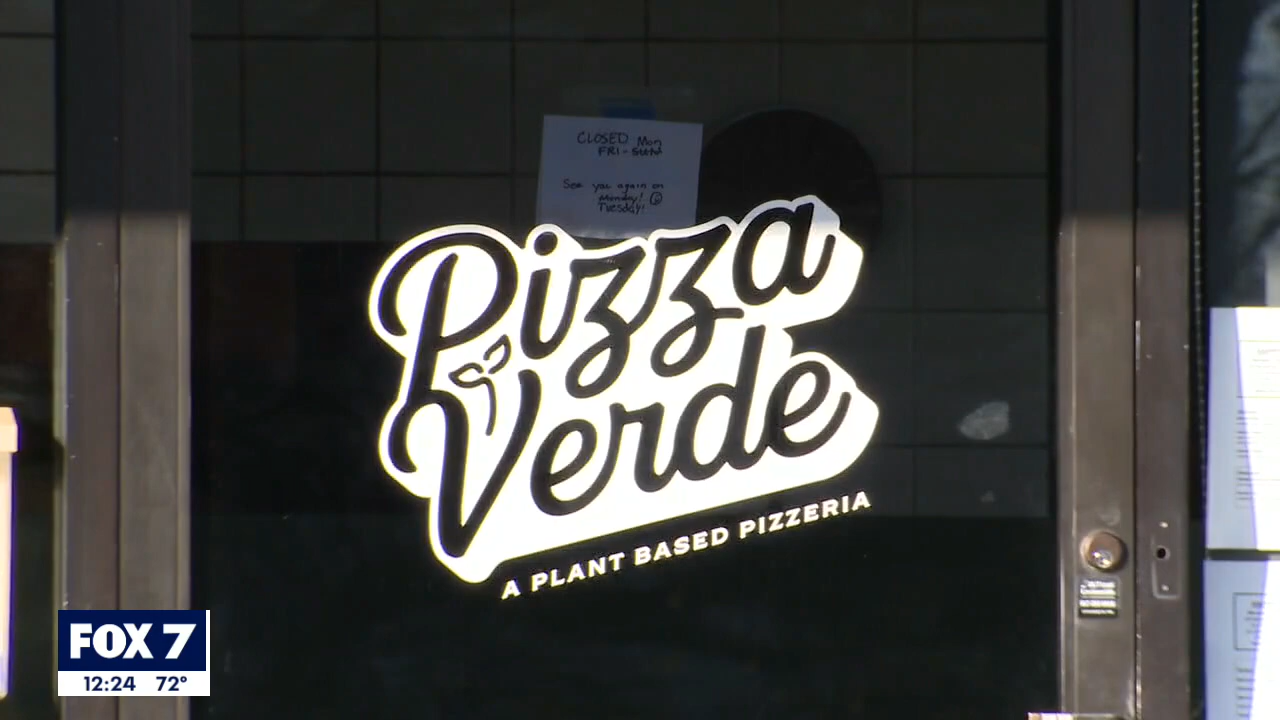 CLOSED Mon
FRI - SUN
See you again on
Monday!
Tuesday!
Pizza
Verde
A PLANT BASED PIZZERIA
FOX 7
12:24 72°